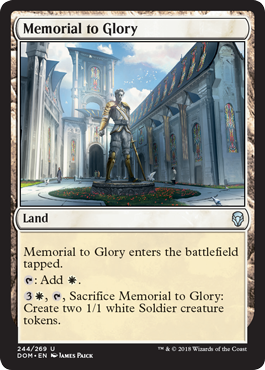 Memorial to Glory
Land
Memorial to Glory enters the battlefield
tapped.
: Add .
3, , Sacrifice Memorial to Glory:
Create two 1/1 white Soldier creature
tokens.
244/269 U
DOM • EN James Paick
™ & © 2018 Wizards of the Coast